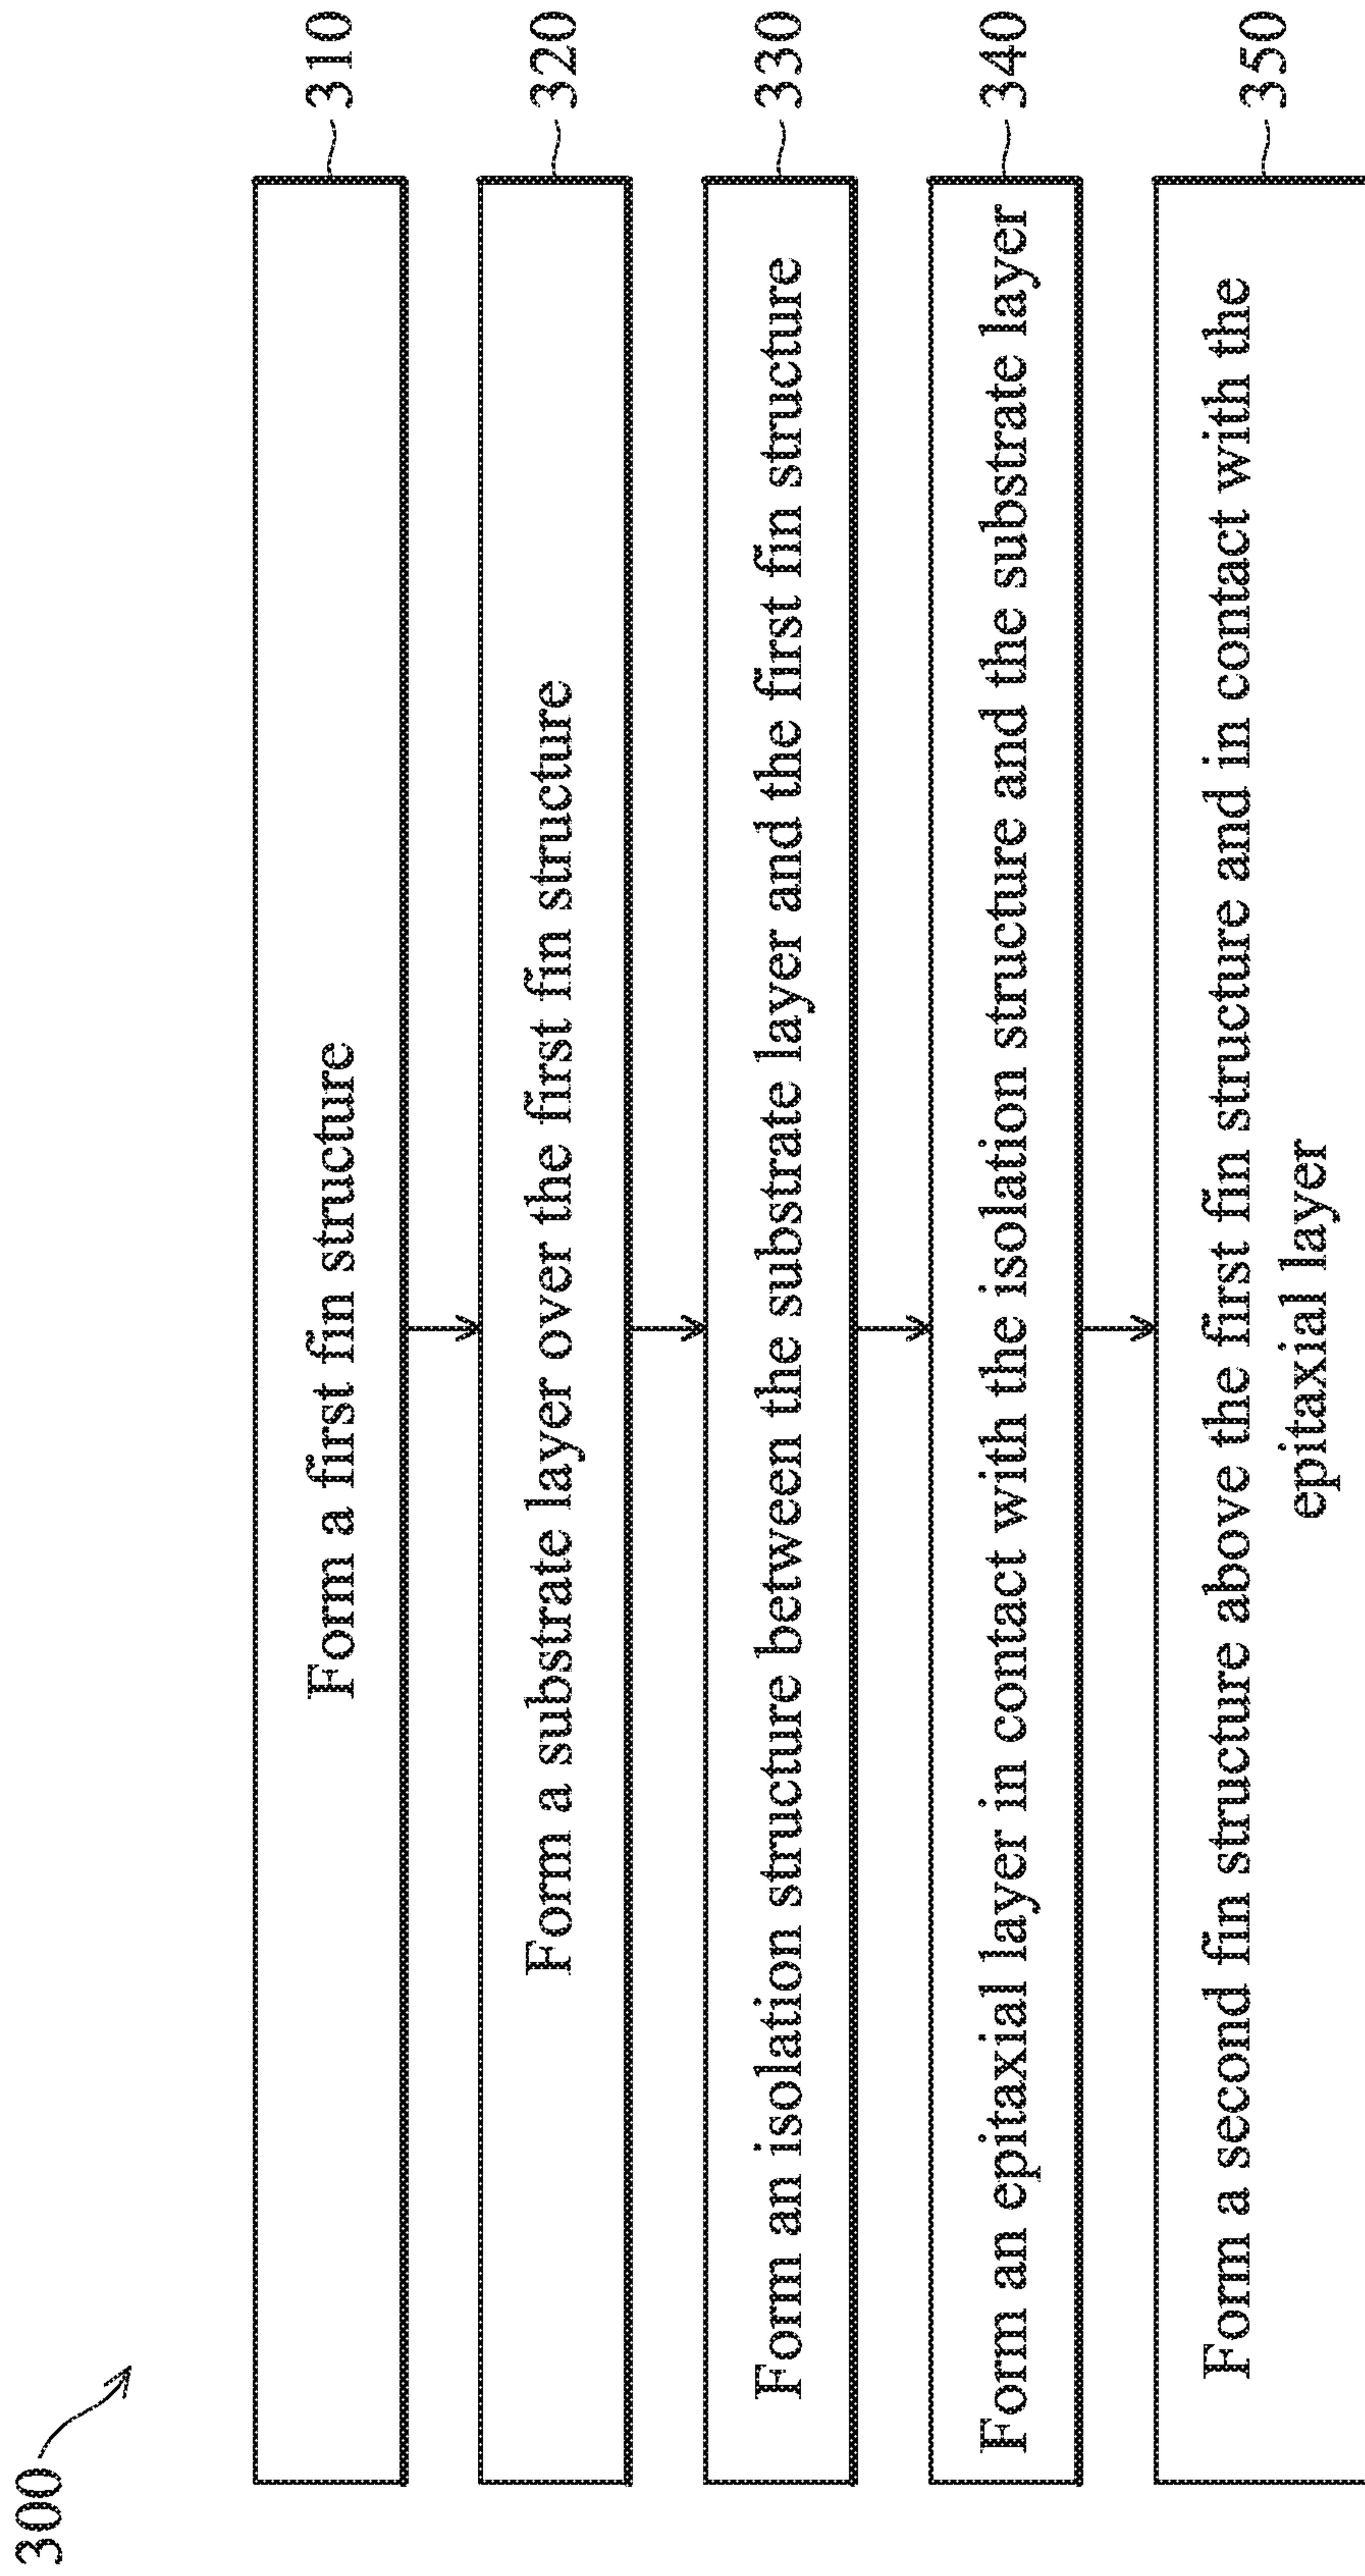 300
Form a first fin structure
310
Form a substrate layer over the first fin structure
320
Form an isolation structure between the substrate layer and the first fin structure
330
Form an epitaxial layer in contact with the isolation structure and the substrate layer
340
Form a second fin structure above the first fin structure and in contact with the
epitaxial layer
350